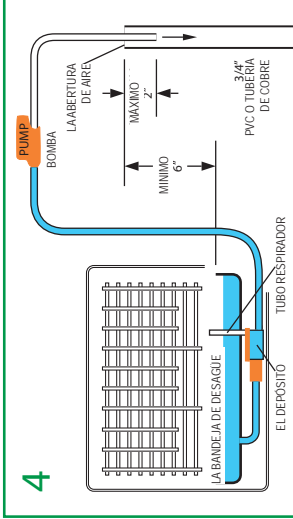 4
PUMP
BOMBA
LA ABERTURA
DE AIRE
MÁXIMO
2"
MINIMO
6"
3/4"
PVC O TUBERÍA
DE COBRE
LA BANDEJA DE DESAGÜE
TUBO RESPIRADOR
EL DEPÓSITO